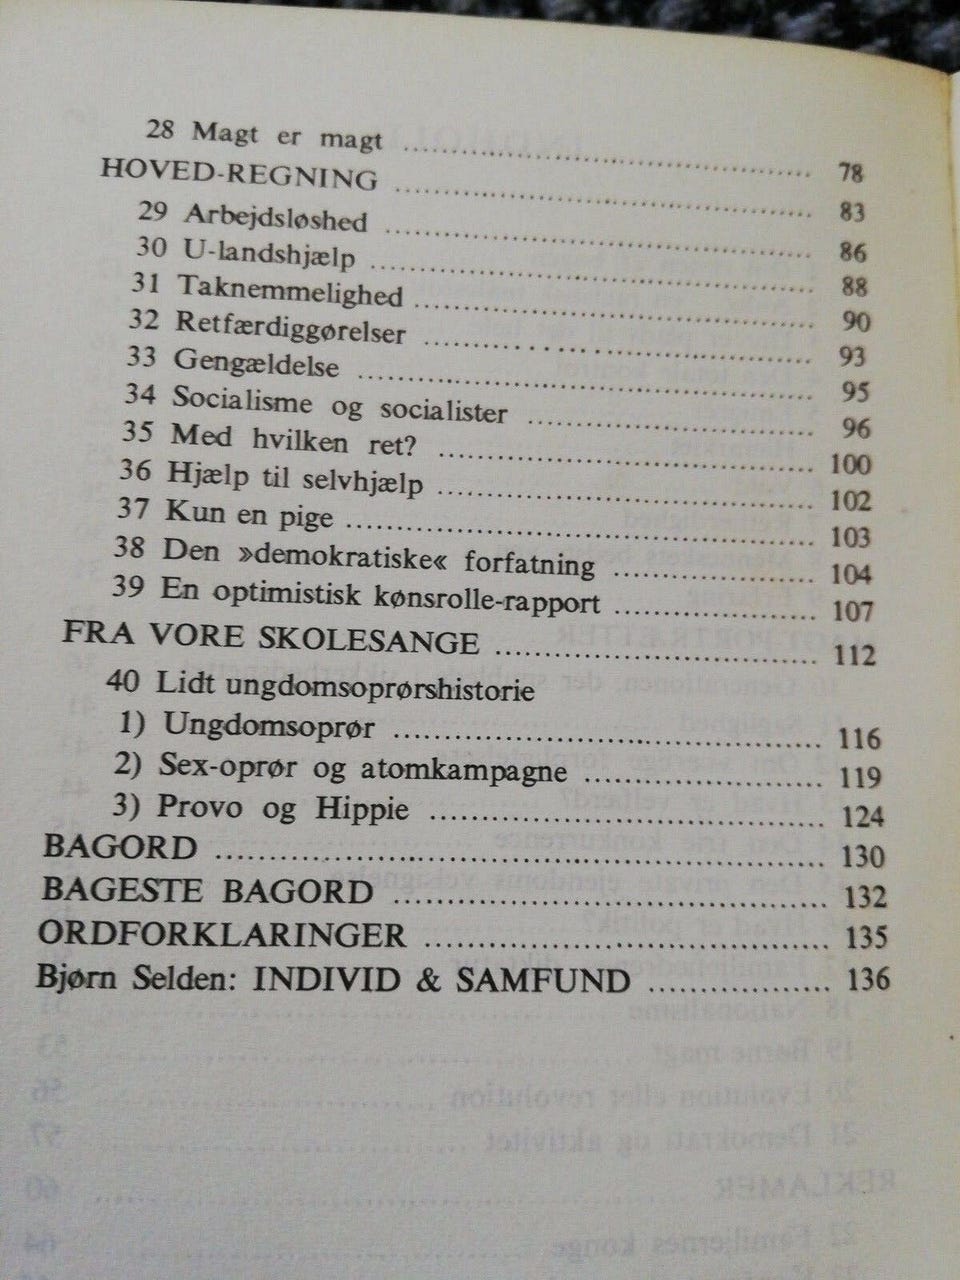 28 Magt er magt ........ 78
HOVED-REGNING ........ 83
29 Arbejdsløshed ........ 86
30 U-landshjælp ........ 88
31 Taknemmelighed ........ 90
32 Retfærdiggørelser ........ 93
33 Gengældelse ........ 95
34 Socialisme og socialister ........ 96
35 Med hvilken ret? ........ 100
36 Hjælp til selvhjælp ........ 102
37 Kun en pige ........ 103
38 Den »demokratiske« forfatning ........ 104
39 En optimistisk kønsrolle-rapport ........ 107
FRA VORE SKOLESANGE ........ 112
40 Lidt ungdomsoprørshistorie
1) Ungdomsoprør ........ 116
2) Sex-oprør og atomkampagne ........ 119
3) Provo og Hippie ........ 124
BAGORD ........ 130
BAGESTE BAGORD ........ 132
ORDFORKLARINGER ........ 135
Bjørn Selden: INDIVID & SAMFUND ........ 136